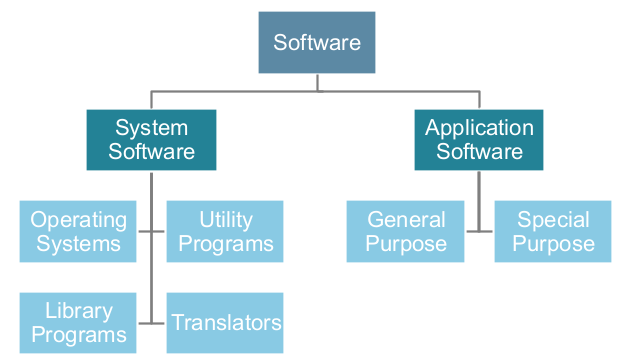 Software
System
Software
Application
Software
Operating
Systems
Utility
Programs
General
Purpose
Special
Purpose
Library
Programs
Translators